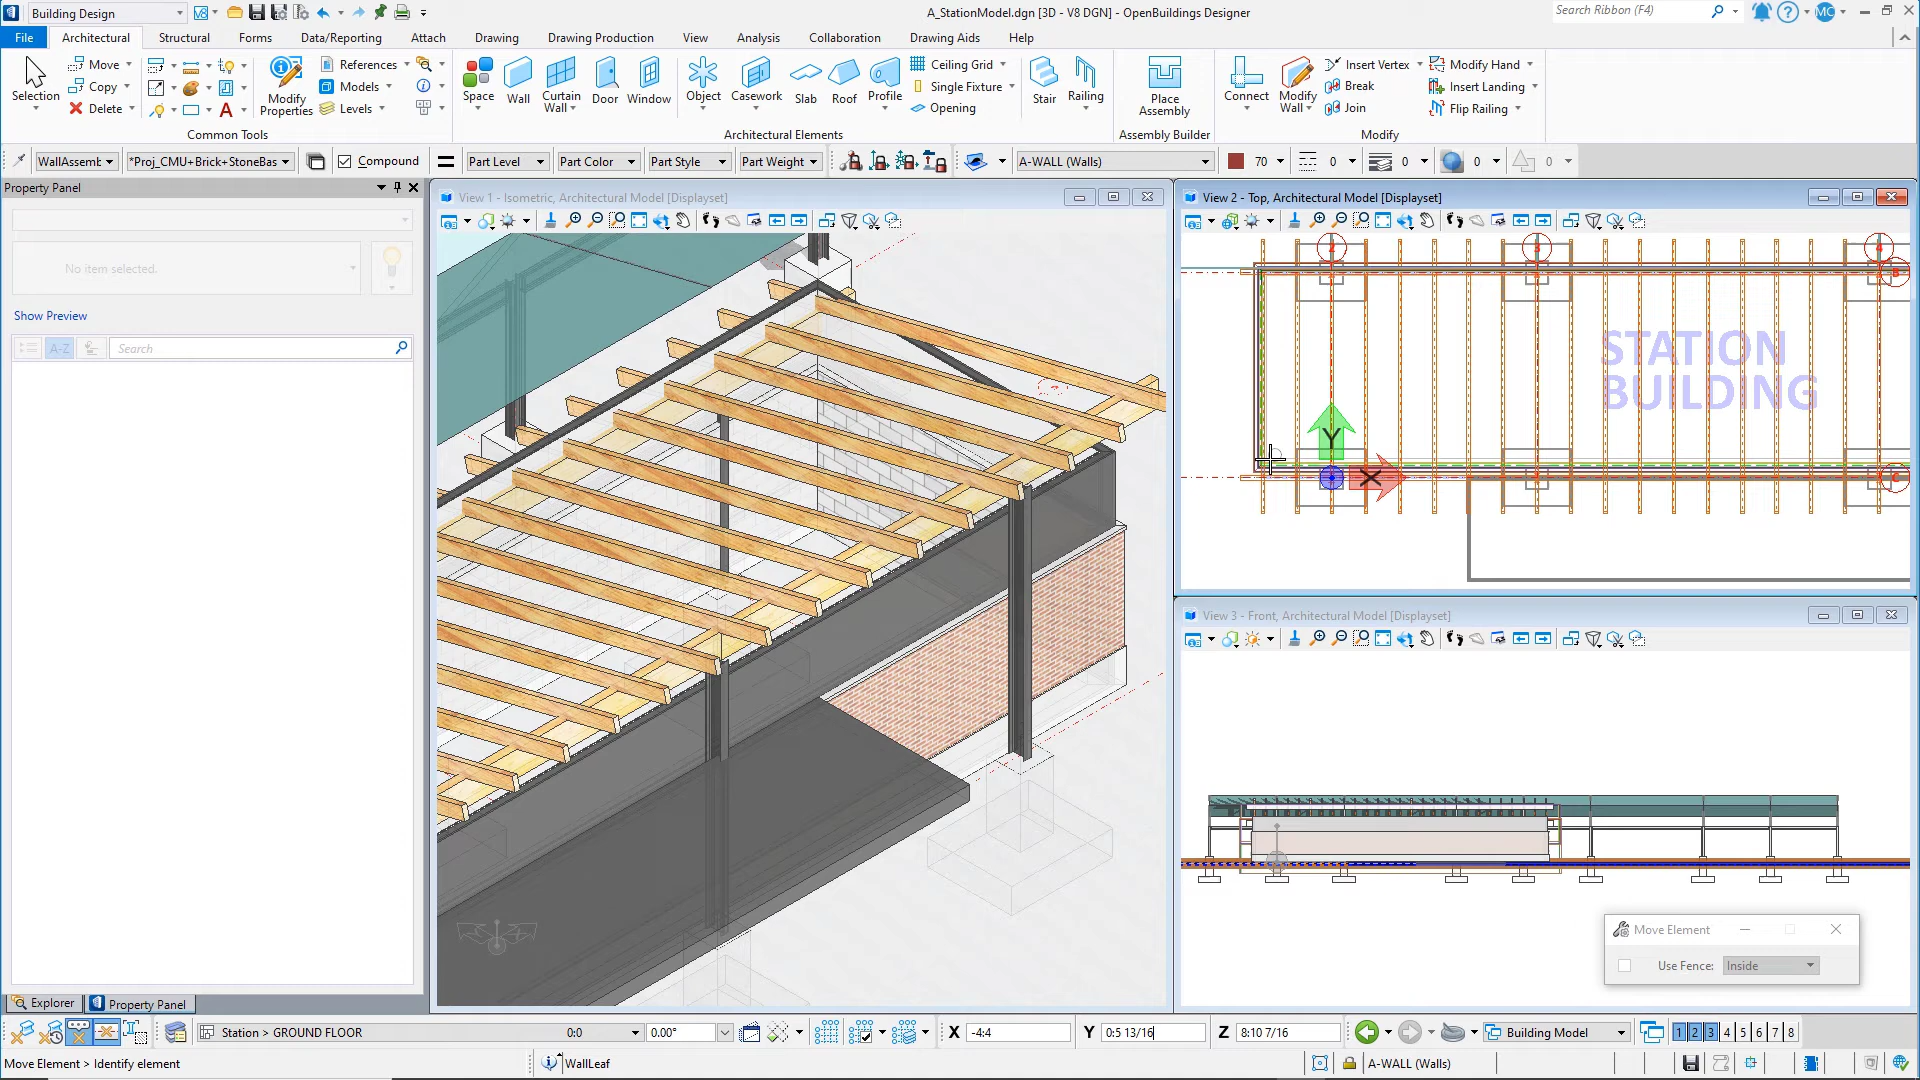 Building Design
A_StationModel.dgn [3D - V8 DGN] - OpenBuildings Designer
Search Ribbon (F4)
MC
File
Architectural
Structural
Forms
Data/Reporting
Attach
Drawing
Drawing Production
View
Analysis
Collaboration
Drawing Aids
Help
Selection
Move
Copy
Delete
Modify Properties
References
Models
Levels
Common Tools
Space
Wall
Curtain Wall
Door
Window
Object
Casework
Slab
Roof
Profile
Ceiling Grid
Single Fixture
Opening
Architectural Elements
Stair
Railing
Place Assembly
Assembly Builder
Connect
Modify Wall
Insert Vertex
Break
Join
Modify Hand
Insert Landing
Flip Railing
Modify
WallAssemb
*Proj_CMU+Brick+StoneBas
Compound
Part Level
Part Color
Part Style
Part Weight
A-WALL (Walls)
70
0
0
0
0
Property Panel
No item selected.
Show Preview
A-Z
Search
Explorer
Property Panel
View 1 - Isometric, Architectural Model [Displayset]
View 2 - Top, Architectural Model [Displayset]
2
3
4
B
STATION
BUILDING
Y
X
C
View 3 - Front, Architectural Model [Displayset]
Move Element
Use Fence:
Inside
Station > GROUND FLOOR
0:0
0.00°
X
-4:4
Y
0:5 13/16
Z
8:10 7/16
Building Model
1 2 3 4 5 6 7 8
Move Element > Identify element
WallLeaf
A-WALL (Walls)